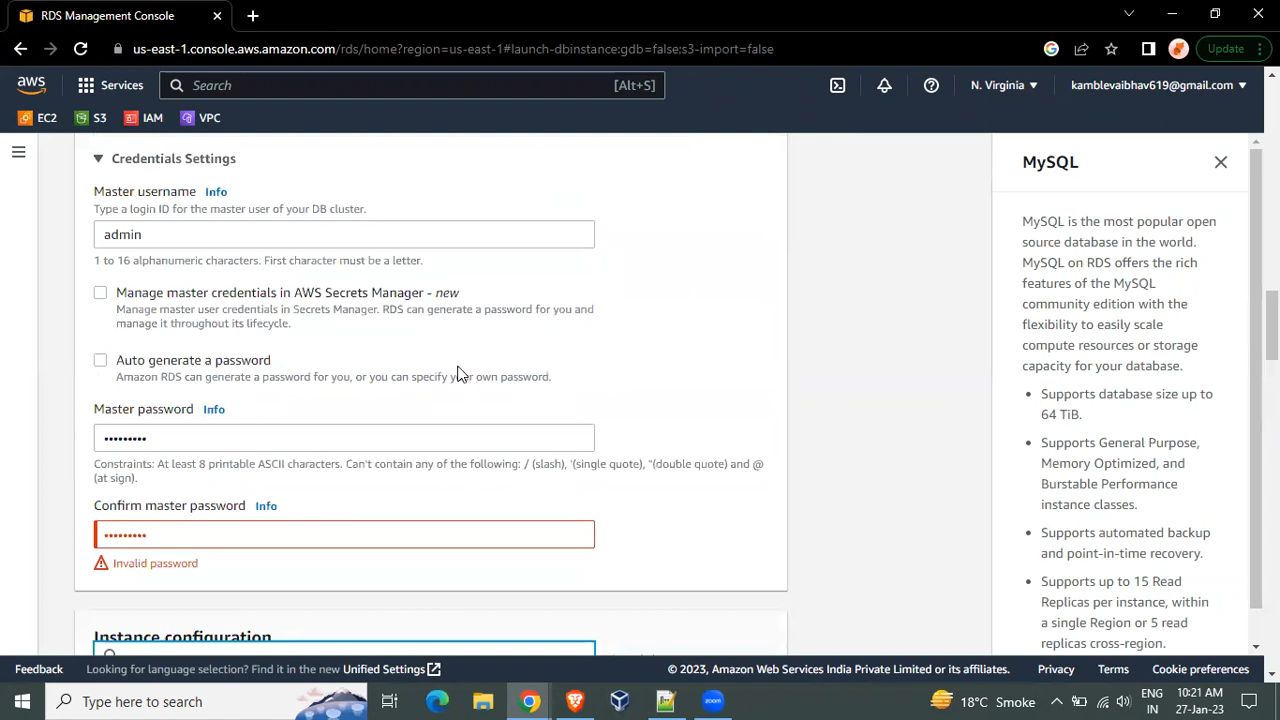 RDS Management Console
us-east-1.console.aws.amazon.com/rds/home?region=us-east-1#launch-dbinstance:gdb=false;s3-import=false
Update
aws
Services
Search
[Alt+S]
N. Virginia
kamblevaibhav619@gmail.com
EC2
S3
IAM
VPC
Credentials Settings
Master username Info
Type a login ID for the master user of your DB cluster.
admin
1 to 16 alphanumeric characters. First character must be a letter.
Manage master credentials in AWS Secrets Manager - new
Manage master user credentials in Secrets Manager. RDS can generate a password for you and
manage it throughout its lifecycle.
Auto generate a password
Amazon RDS can generate a password for you, or you can specify your own password.
Master password Info
•••••••••
Constraints: At least 8 printable ASCII characters. Can't contain any of the following: / (slash), '(single quote), "(double quote) and @
(at sign).
Confirm master password Info
•••••••••
Invalid password
Instance configuration
MySQL
MySQL is the most popular open
source database in the world.
MySQL on RDS offers the rich
features of the MySQL
community edition with the
flexibility to easily scale
compute resources or storage
capacity for your database.
• Supports database size up to
64 TiB.
• Supports General Purpose,
Memory Optimized, and
Burstable Performance
instance classes.
• Supports automated backup
and point-in-time recovery.
• Supports up to 15 Read
Replicas per instance, within
a single Region or 5 read
replicas cross-region.
Feedback
Looking for language selection? Find it in the new Unified Settings
© 2023, Amazon Web Services India Private Limited or its affiliates.
Privacy
Terms
Cookie preferences
Type here to search
zoom
18°C Smoke
ENG
IN
10:21 AM
27-Jan-23